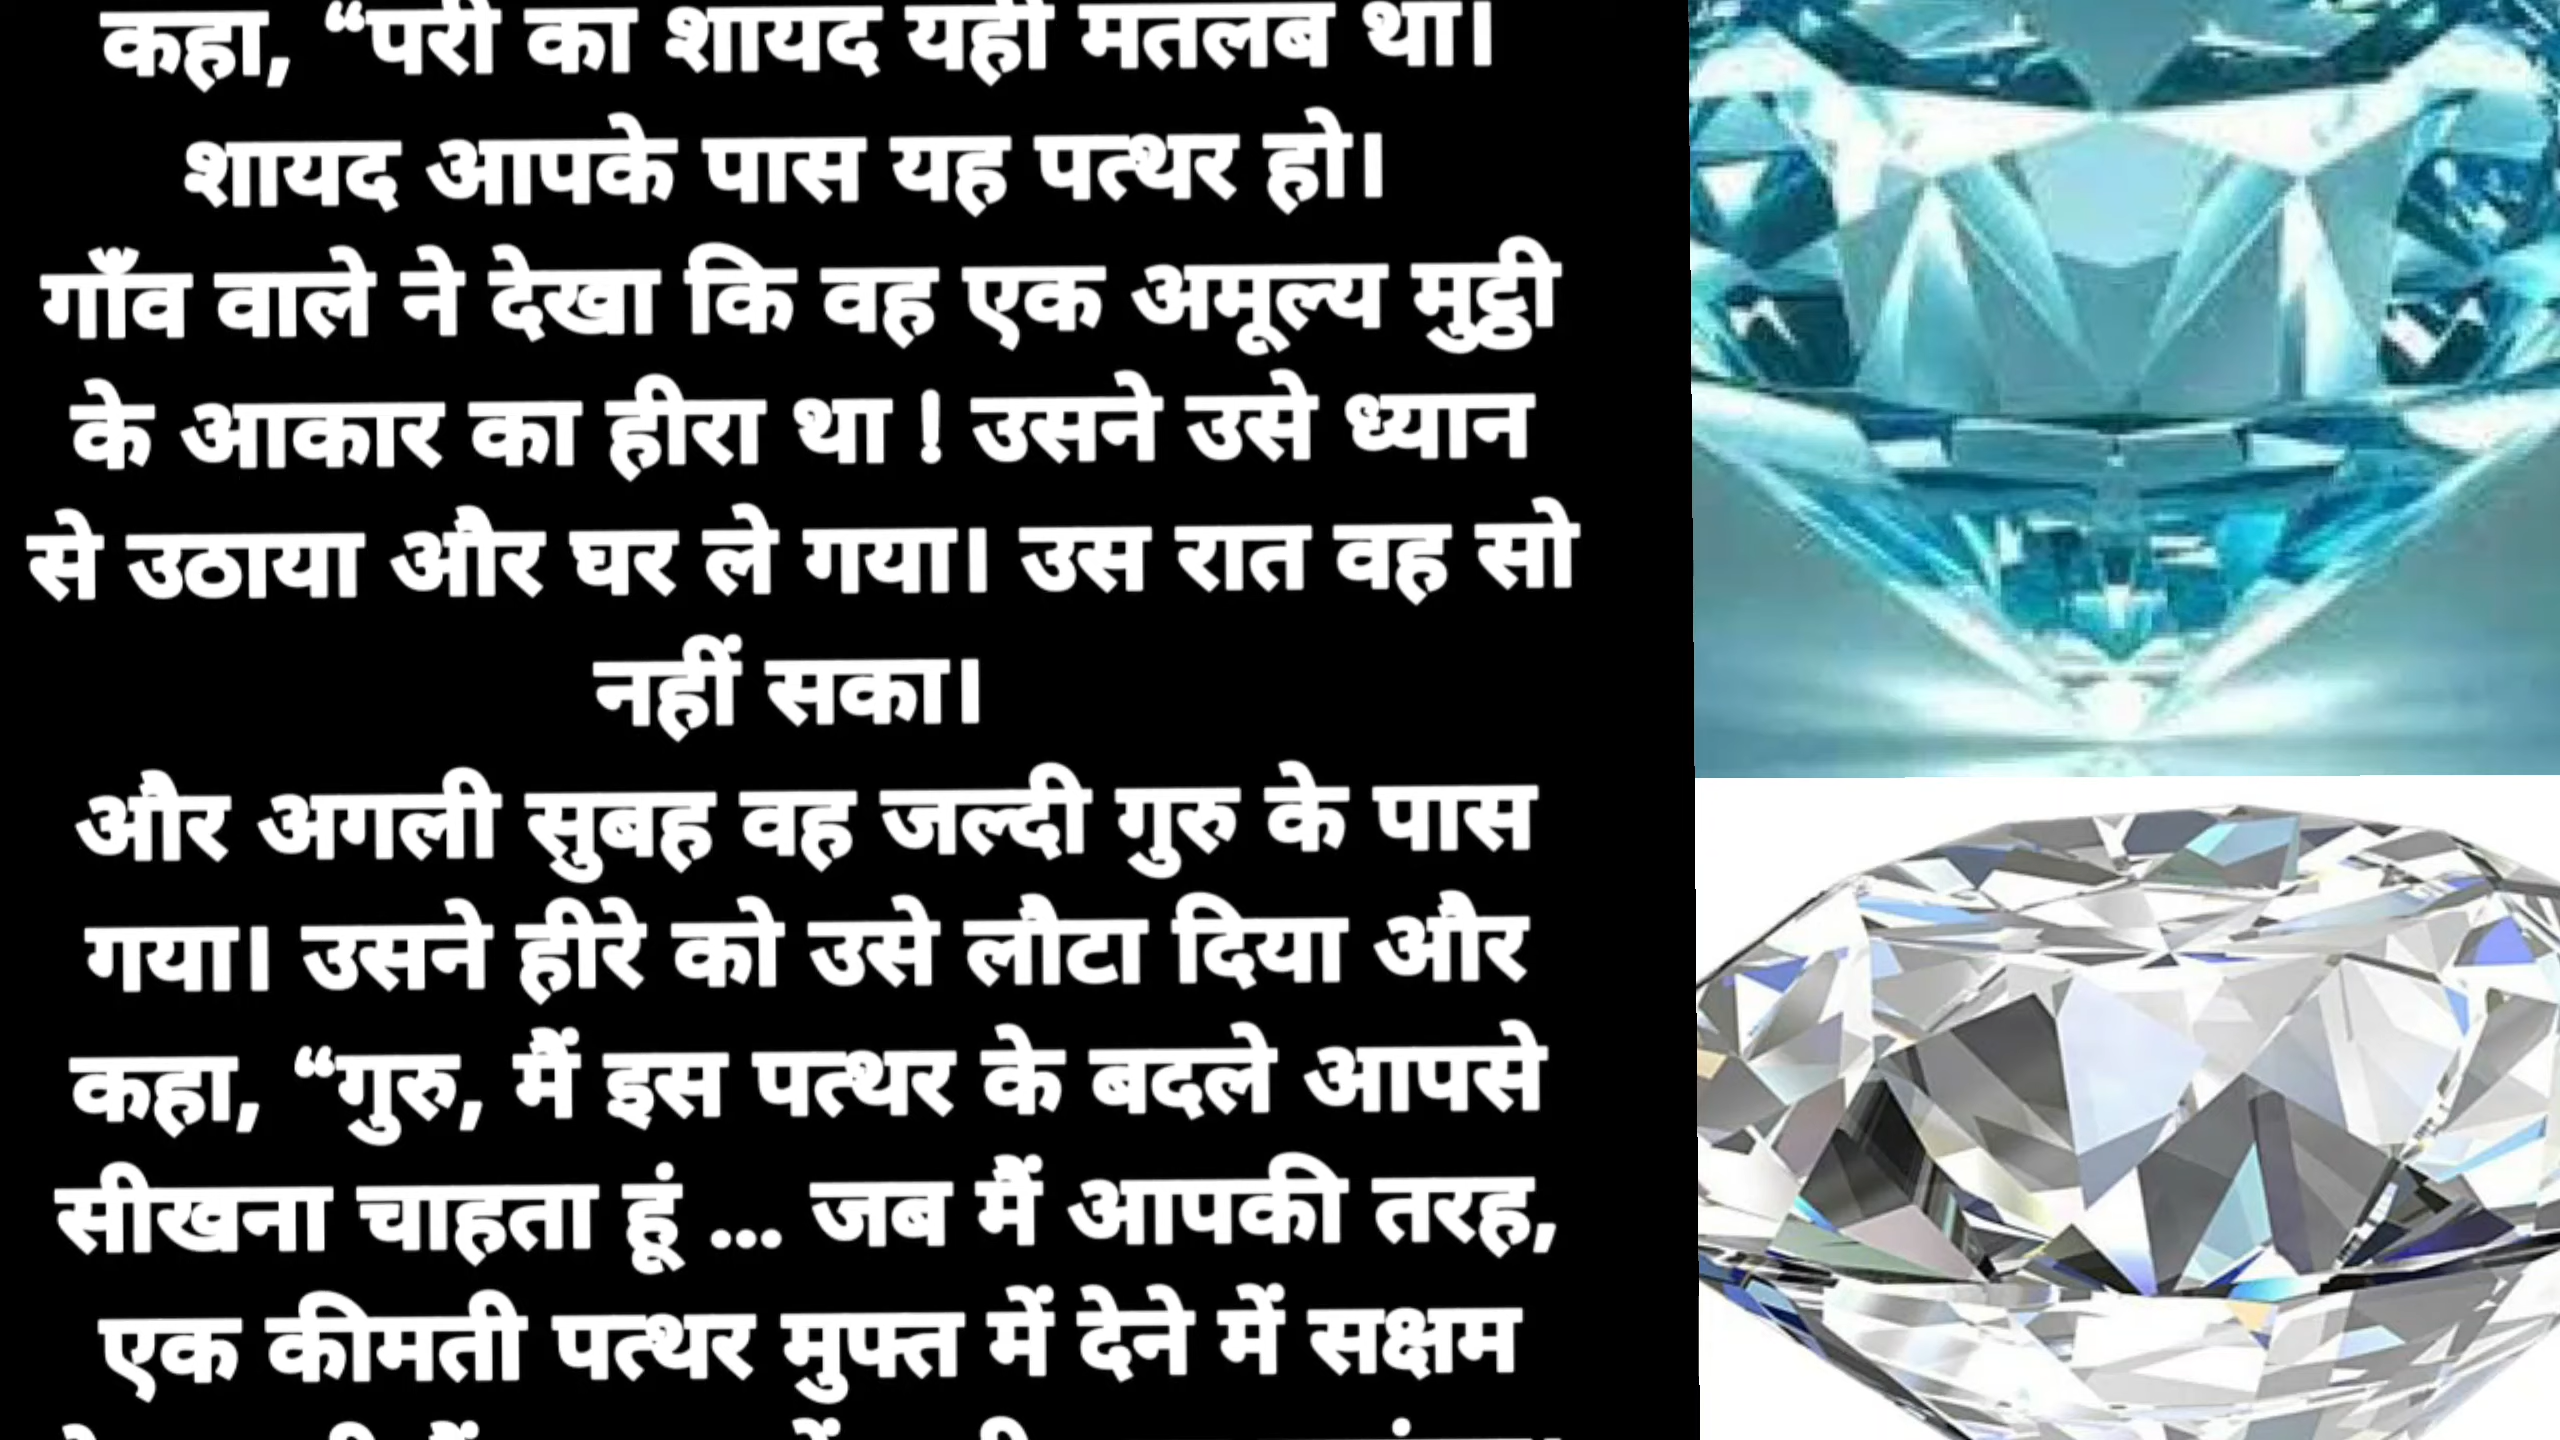 कहा, “परी का शायद यही मतलब था।
शायद आपके पास यह पत्थर हो।
गाँव वाले ने देखा कि वह एक अमूल्य मुट्ठी
के आकार का हीरा था ! उसने उसे ध्यान
से उठाया और घर ले गया। उस रात वह सो
नहीं सका।
और अगली सुबह वह जल्दी गुरु के पास
गया। उसने हीरे को उसे लौटा दिया और
कहा, “गुरु, मैं इस पत्थर के बदले आपसे
सीखना चाहता हूं ... जब मैं आपकी तरह,
एक कीमती पत्थर मुफ्त में देने में सक्षम